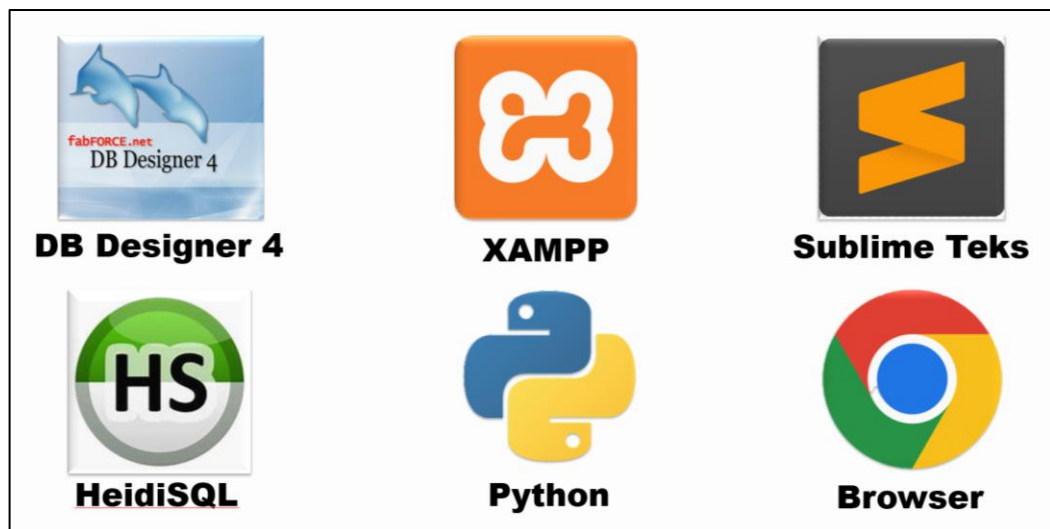 fabFORCE.net
DB Designer 4
DB Designer 4
XAMPP
Sublime Teks
HS
HeidiSQL
Python
Browser